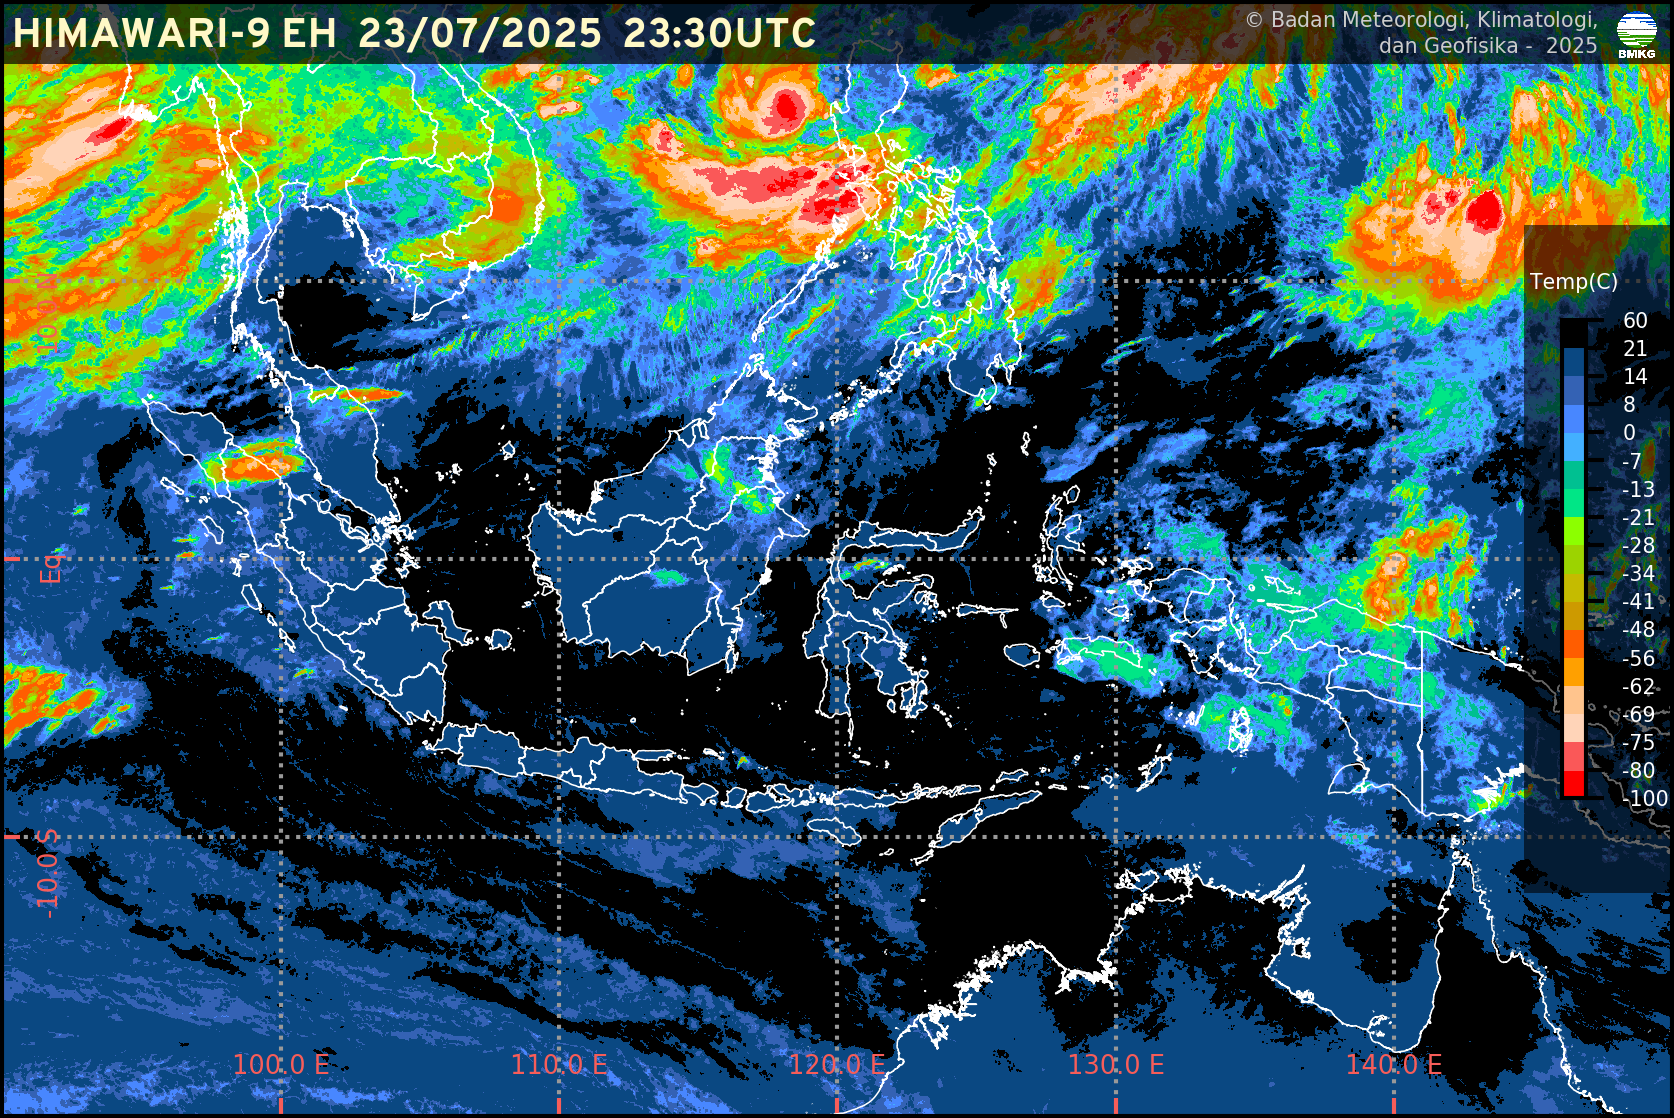 HIMAWARI-9 EH 23/07/2025 23:30UTC
© Badan Meteorologi, Klimatologi,
dan Geofisika - 2025
BMKG
Temp(C)
60
21
14
8
0
-7
-13
-21
-28
-34
-41
-48
-56
-62
-69
-75
-80
-100
10.0 N
Eq
-10.0 S
100.0 E
110.0 E
120.0 E
130.0 E
140.0 E